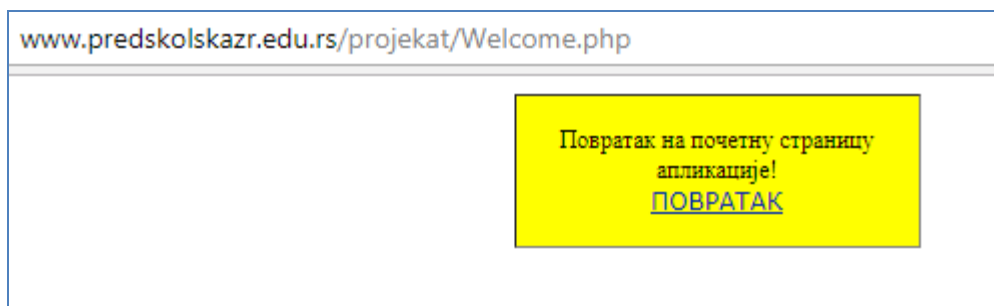 www.predskolskazr.edu.rs/projekat/Welcome.php
Повратак на почетну страницу
апликације!
ПОВРАТАК